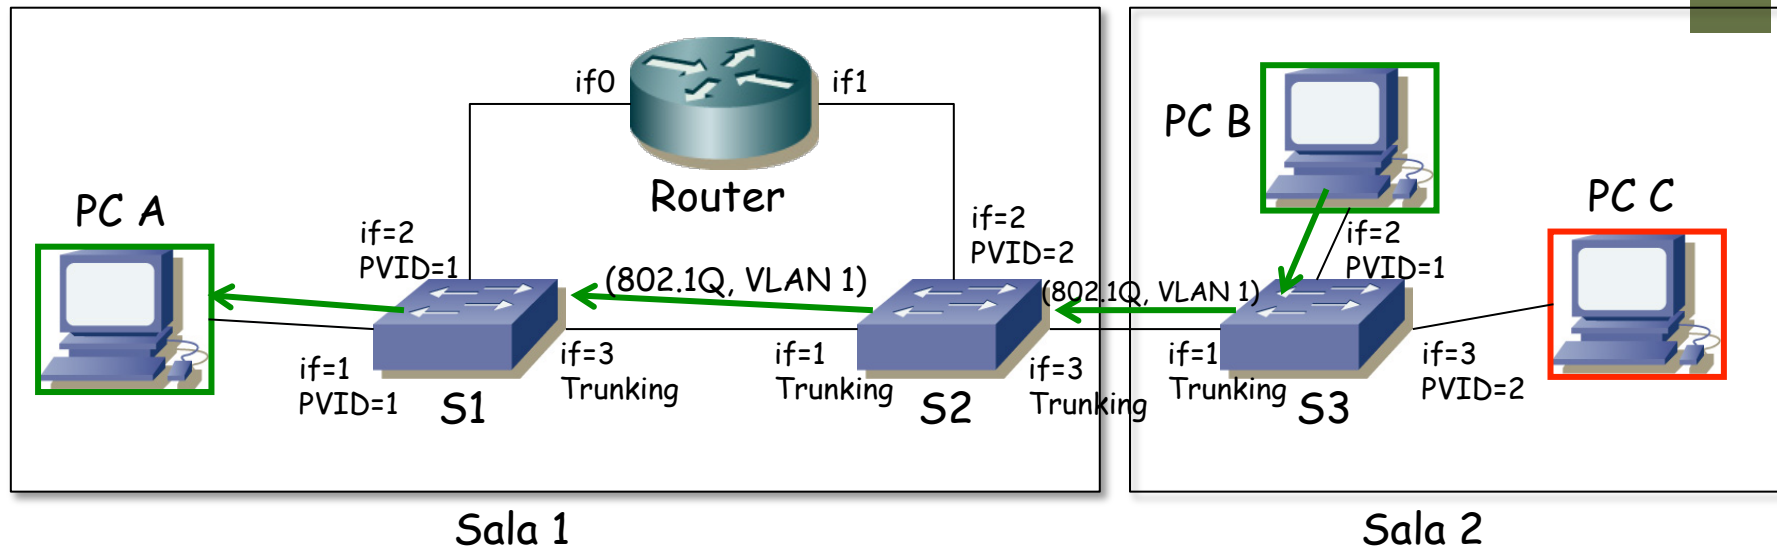 if0
if1
Router
PC A
PC B
PC C
if=2
PVID=1
if=2
PVID=2
if=2
PVID=1
(802.1Q, VLAN 1)
(802.1Q, VLAN 1)
if=1
PVID=1
if=3
Trunking
if=1
Trunking
if=3
Trunking
if=1
Trunking
if=3
PVID=2
S1
S2
S3
Sala 1
Sala 2